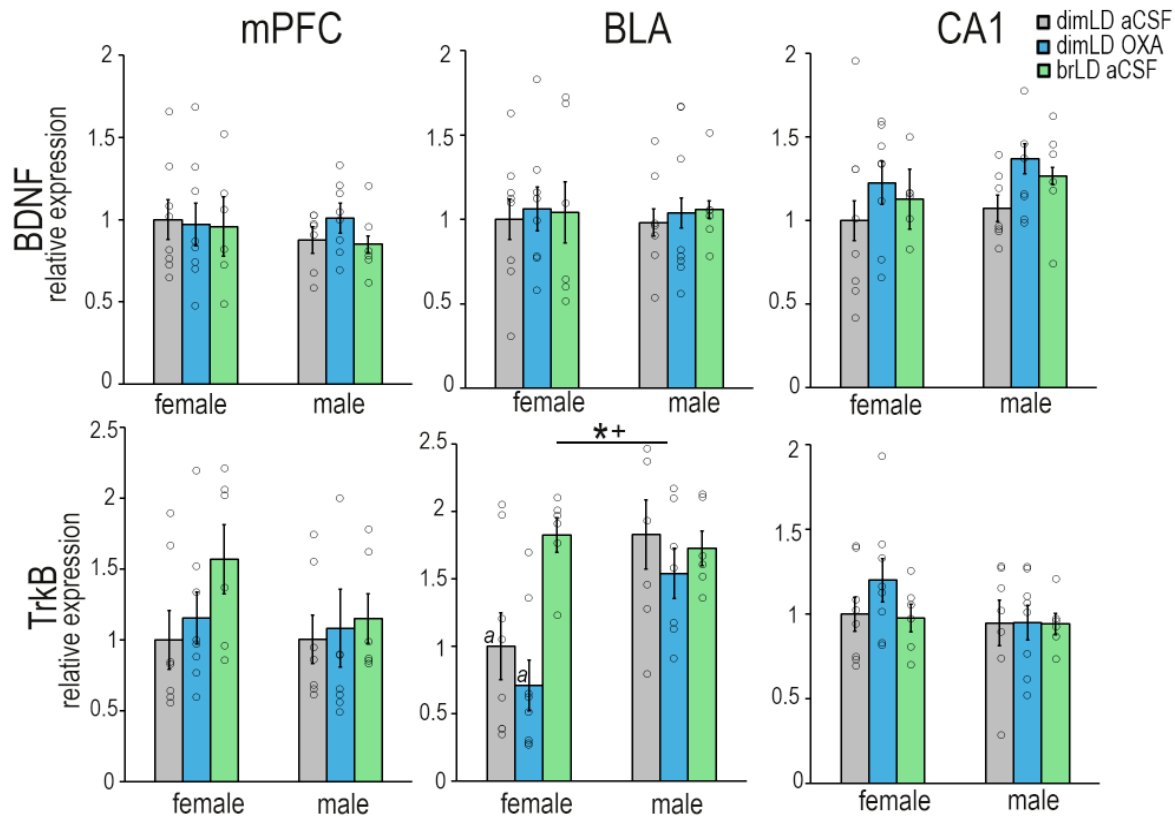 mPFC
BLA
CA1
dimLD aCSF
dimLD OXA
brLD aCSF
BDNF
relative expression
2
1.5
1
0.5
0
female
male
2
1.5
1
0.5
0
female
male
2
1.5
1
0.5
0
female
male
TrkB
relative expression
2.5
2
1.5
1
0.5
0
female
male
*+
2.5
2
1.5
1
0.5
0
a
a
female
male
2
1.5
1
0.5
0
female
male